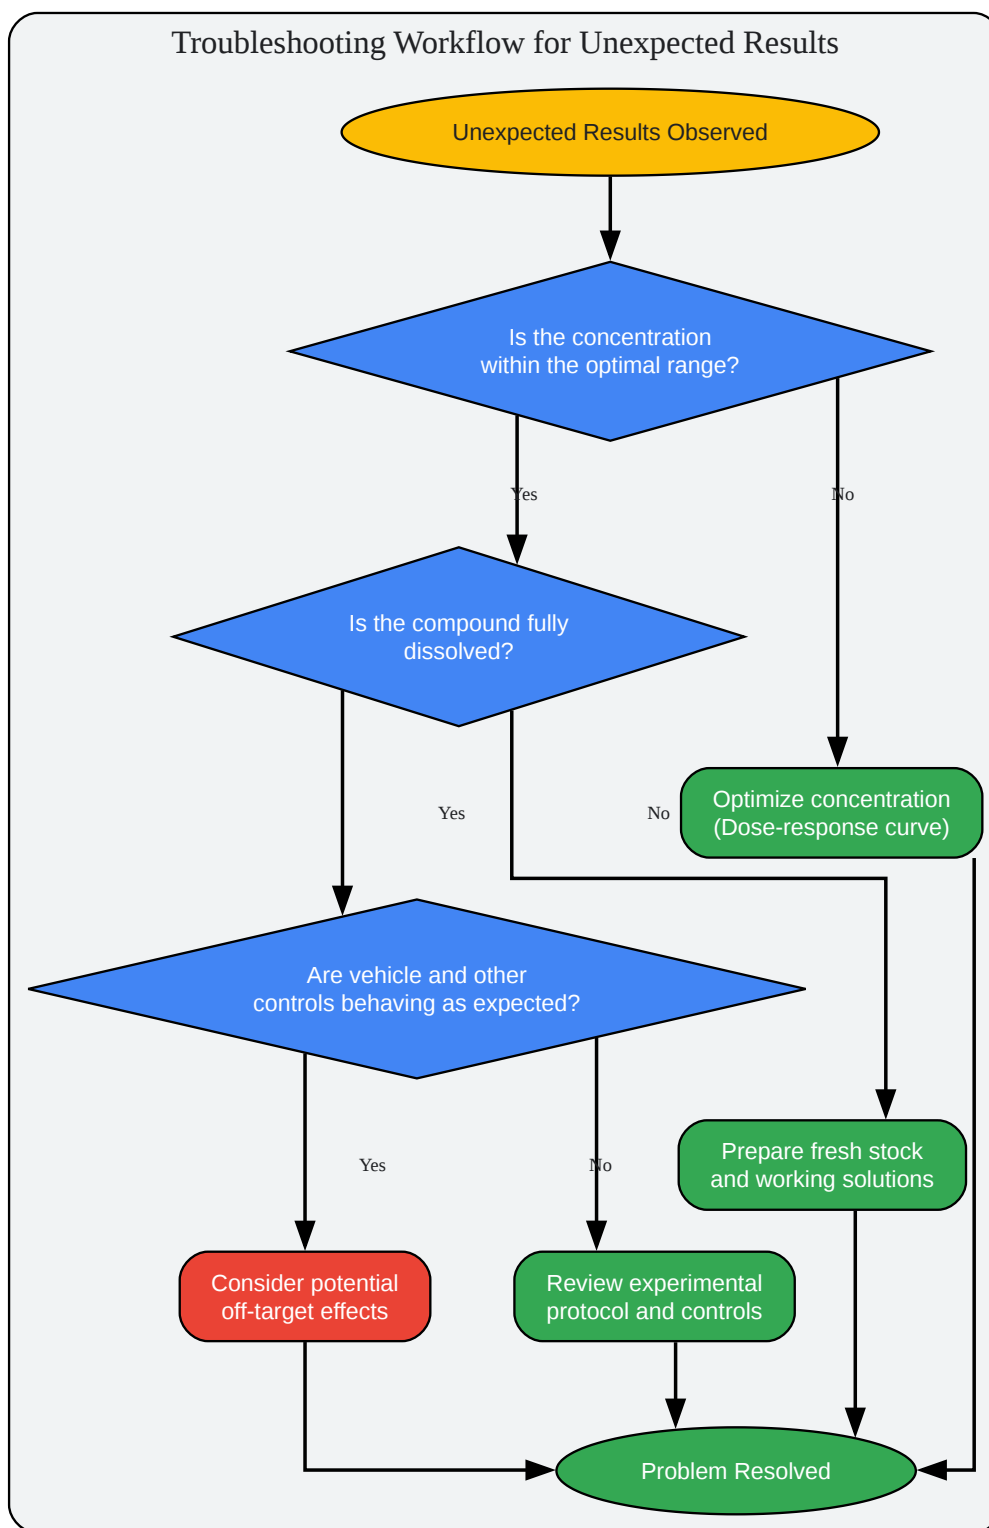 Troubleshooting Workflow for Unexpected Results
Unexpected Results Observed
Is the concentration
within the optimal range?
Yes
No
Is the compound fully
dissolved?
Yes
No
Optimize concentration
(Dose-response curve)
Are vehicle and other
controls behaving as expected?
Yes
No
Prepare fresh stock
and working solutions
Consider potential
off-target effects
Review experimental
protocol and controls
Problem Resolved